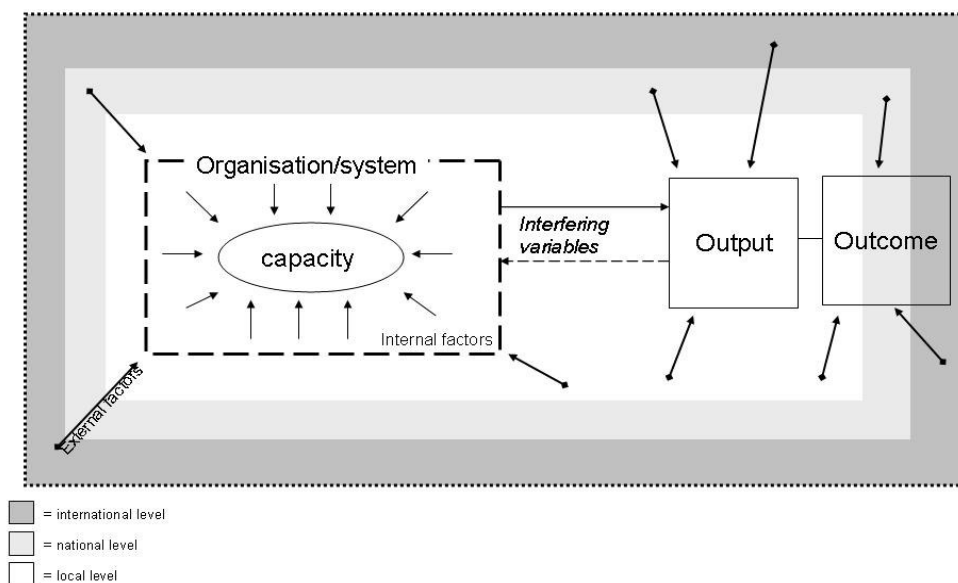 Organisation/system
capacity
Internal factors
External factors
Interfering
variables
Output
Outcome
= international level
= national level
= local level